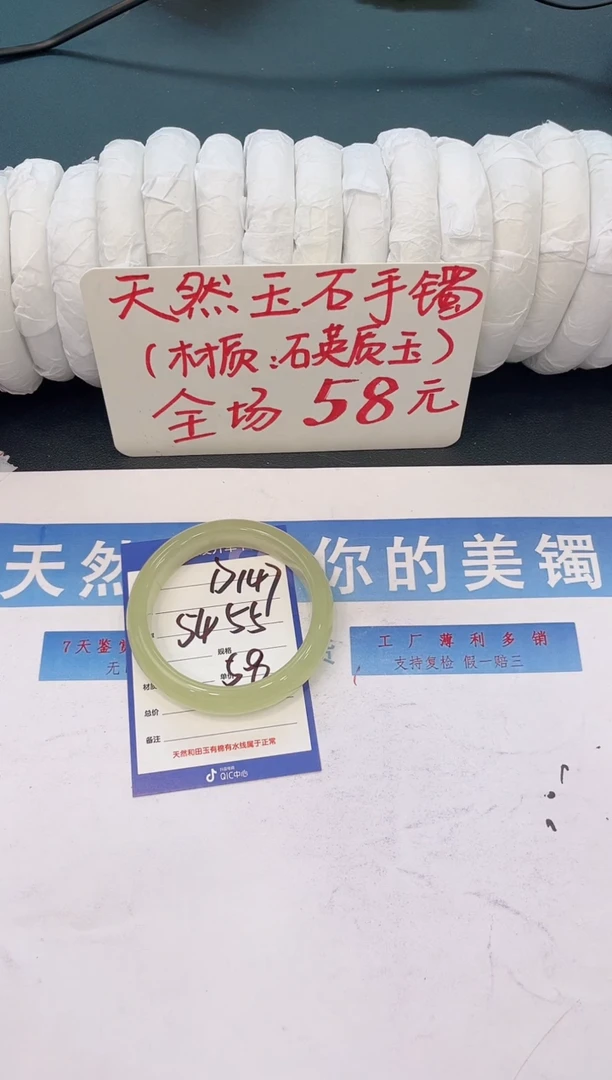 天然玉石手镯
(材质:石英质玉)
全场 58元
天然 你的美镯
7天鉴赏
无
工厂薄利多销
支持复检 假一赔三
D147
54 55
规格
单价
58
材质
总价
备注
天然和田玉有棉有水线属于正常
QIC中心